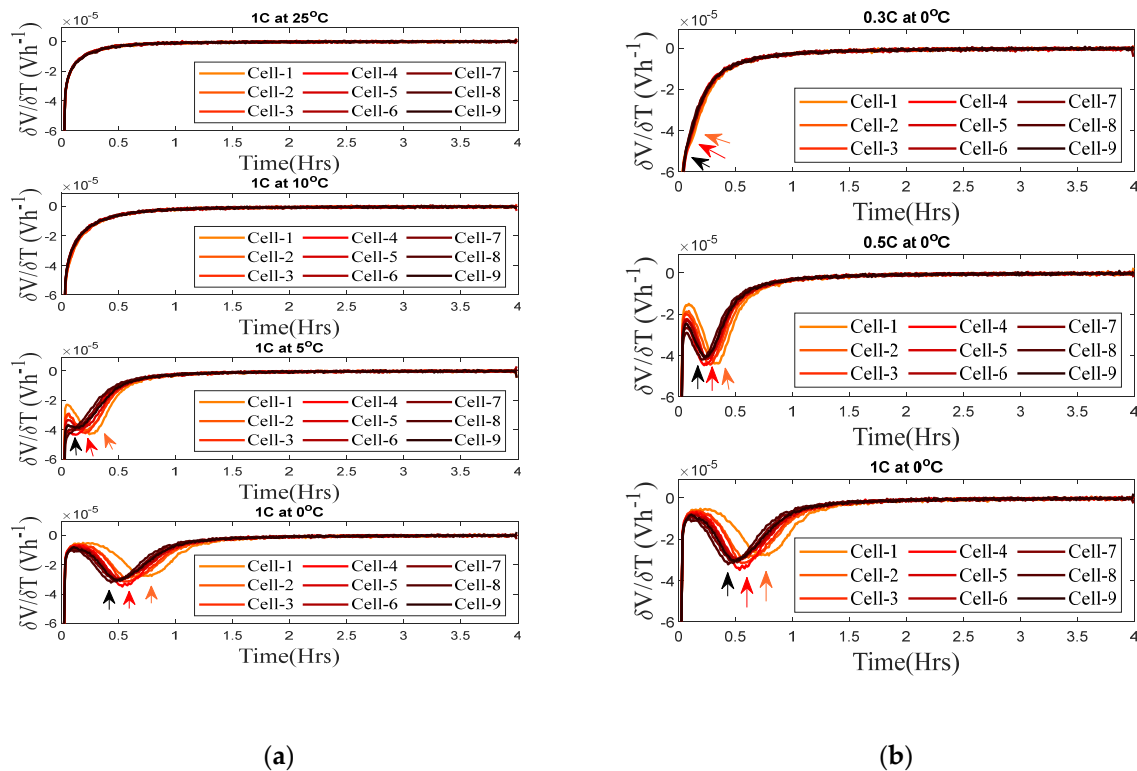 1C at 25°C
×10-5
0
-2
-4
-6
δV/δT (Vh-1)
Cell-1 Cell-4 Cell-7
Cell-2 Cell-5 Cell-8
Cell-3 Cell-6 Cell-9
0 0.5 1 1.5 2 2.5 3 3.5 4
Time(Hrs)
1C at 10°C
×10-5
0
-2
-4
-6
δV/δT (Vh-1)
Cell-1 Cell-4 Cell-7
Cell-2 Cell-5 Cell-8
Cell-3 Cell-6 Cell-9
0 0.5 1 1.5 2 2.5 3 3.5 4
Time(Hrs)
1C at 5°C
×10-5
0
-2
-4
-6
δV/δT (Vh-1)
Cell-1 Cell-4 Cell-7
Cell-2 Cell-5 Cell-8
Cell-3 Cell-6 Cell-9
0 0.5 1 1.5 2 2.5 3 3.5 4
Time(Hrs)
1C at 0°C
×10-5
0
-2
-4
-6
δV/δT (Vh-1)
Cell-1 Cell-4 Cell-7
Cell-2 Cell-5 Cell-8
Cell-3 Cell-6 Cell-9
0 0.5 1 1.5 2 2.5 3 3.5 4
Time(Hrs)
(a)
0.3C at 0°C
×10-5
0
-2
-4
-6
δV/δT (Vh-1)
Cell-1 Cell-4 Cell-7
Cell-2 Cell-5 Cell-8
Cell-3 Cell-6 Cell-9
0 0.5 1 1.5 2 2.5 3 3.5 4
Time(Hrs)
0.5C at 0°C
×10-5
0
-2
-4
-6
δV/δT (Vh-1)
Cell-1 Cell-4 Cell-7
Cell-2 Cell-5 Cell-8
Cell-3 Cell-6 Cell-9
0 0.5 1 1.5 2 2.5 3 3.5 4
Time(Hrs)
1C at 0°C
×10-5
0
-2
-4
-6
δV/δT (Vh-1)
Cell-1 Cell-4 Cell-7
Cell-2 Cell-5 Cell-8
Cell-3 Cell-6 Cell-9
0 0.5 1 1.5 2 2.5 3 3.5 4
Time(Hrs)
(b)